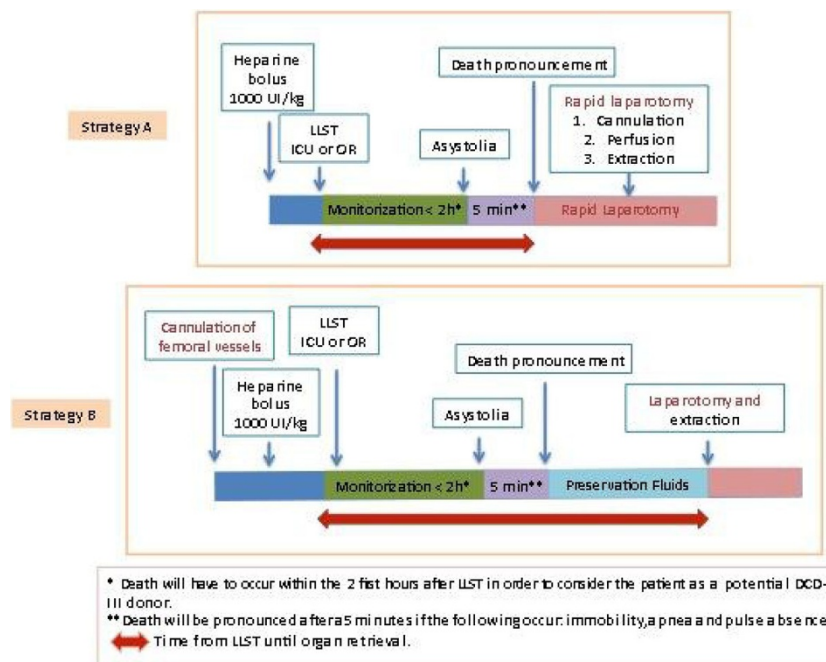 Heparine
bolus
1000 UI/kg
Death pronouncement
Strategy A
LLST
ICU or OR
Asystolia
Rapid laparotomy
1. Cannulation
2. Perfusion
3. Extraction
Monitorization < 2h*
5 min**
Rapid Laparotomy
Cannulation of
femoral vessels
LLST
ICU or OR
Death pronouncement
Strategy B
Heparine
bolus
1000 UI/kg
Asystolia
Laparotomy and
extraction
Monitorization < 2h*
5 min**
Preservation Fluids
* Death will have to occur within the 2 fist hours after LLST in order to consider the patient as a potential DCD-
III donor.
** Death will be pronounced after a 5 minutes if the following occur: immobility, apnea and pulse absence
Time from LLST until organ retrieval.